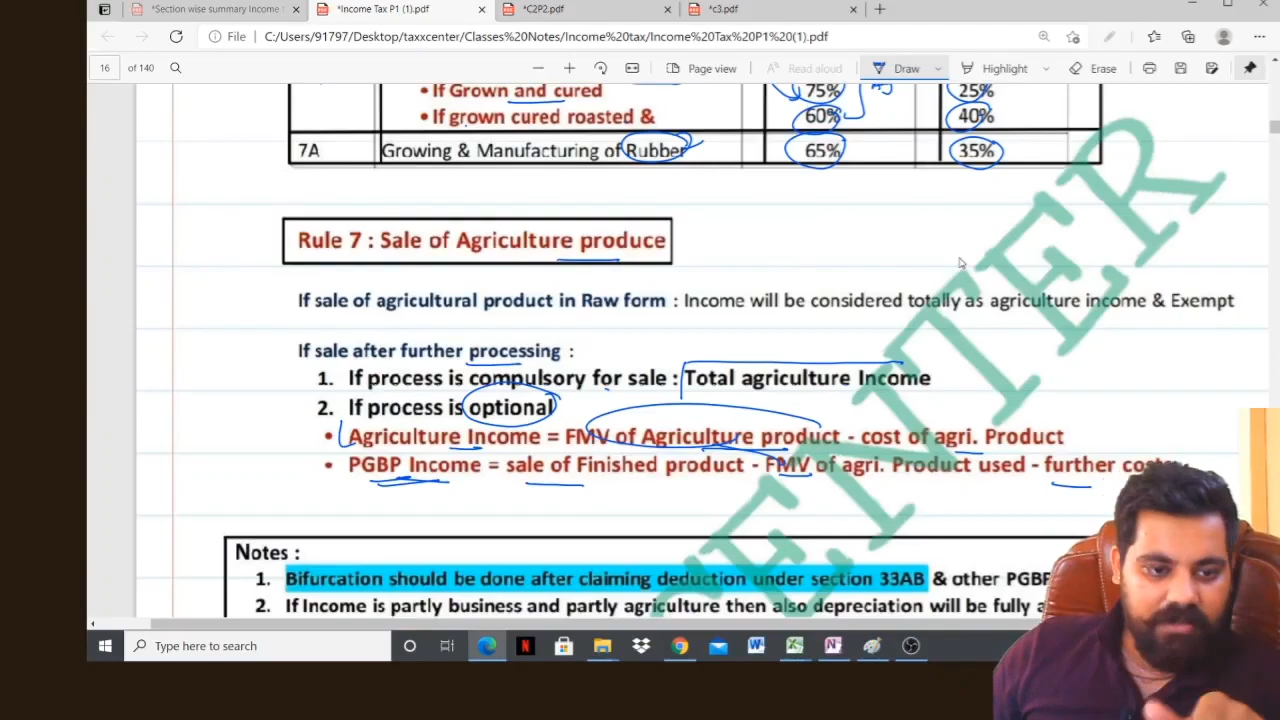 *Section wise summary Income
*Income Tax P1 (1).pdf
*C2P2.pdf
*c3.pdf
File
C:/Users/91797/Desktop/taxxcenter/Classes%20Notes/Income%20tax/Income%20Tax%20P1%20(1).pdf
16 of 140
Page view
Read aloud
Draw
Highlight
Erase
• If Grown and cured 75% 25%
• If grown cured roasted & 60% 40%
7A Growing & Manufacturing of Rubber 65% 35%
Rule 7 : Sale of Agriculture produce
If sale of agricultural product in Raw form : Income will be considered totally as agriculture income & Exempt
If sale after further processing :
1. If process is compulsory for sale : Total agriculture Income
2. If process is optional
• Agriculture Income = FMV of Agriculture product - cost of agri. Product
• PGBP Income = sale of Finished product - FMV of agri. Product used - further cost
Notes :
1. Bifurcation should be done after claiming deduction under section 33AB & other PGBP
2. If Income is partly business and partly agriculture then also depreciation will be fully
ENTER
Type here to search